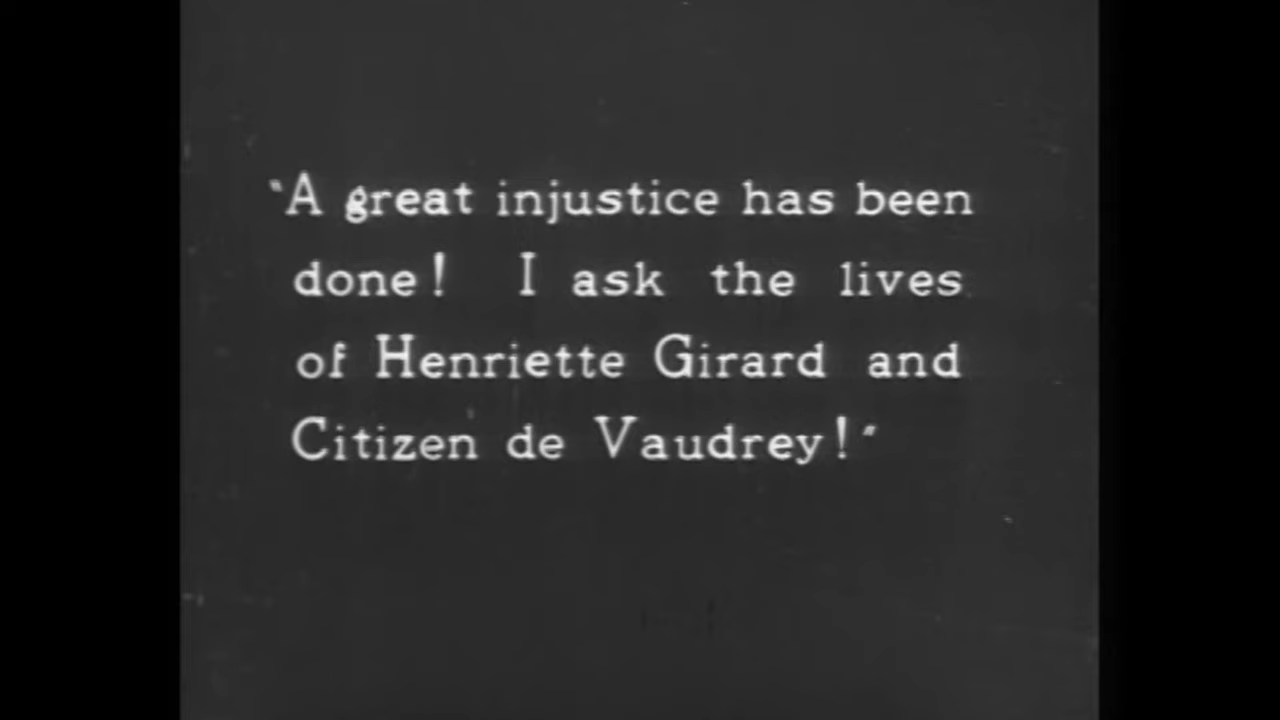 "A great injustice has been
done! I ask the lives
of Henriette Girard and
Citizen de Vaudrey!"